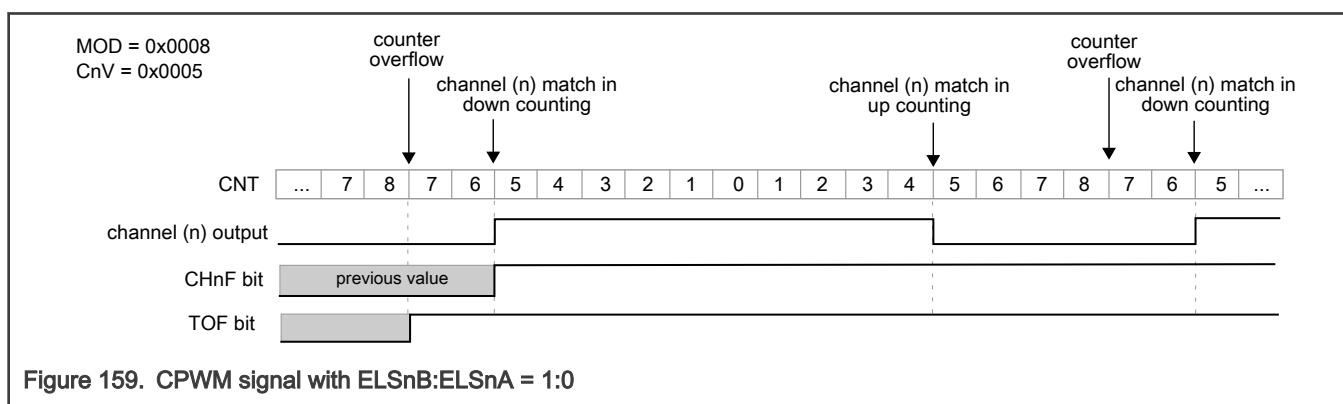 MOD = 0x0008
CnV = 0x0005
counter
overflow
channel (n) match in
down counting
channel (n) match in
up counting
counter
overflow
channel (n) match in
down counting
CNT ... 7 8 7 6 5 4 3 2 1 0 1 2 3 4 5 6 7 8 7 6 5 ...
channel (n) output
CHnF bit previous value
TOF bit
Figure 159. CPWM signal with ELSnB:ELSnA = 1:0